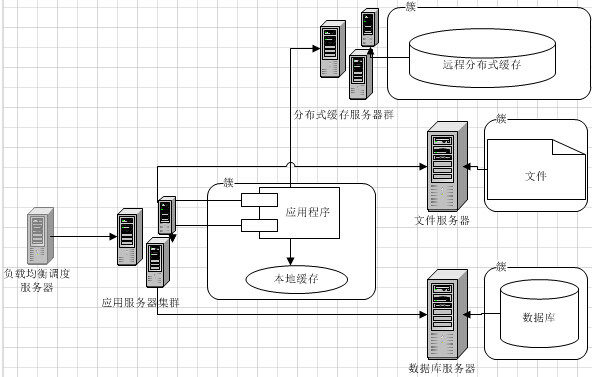 簇
远程分布式缓存
分布式缓存服务器群
簇
文件
文件服务器
簇
应用程序
本地缓存
负载均衡调度
服务器
应用服务器集群
簇
数据库
数据库服务器